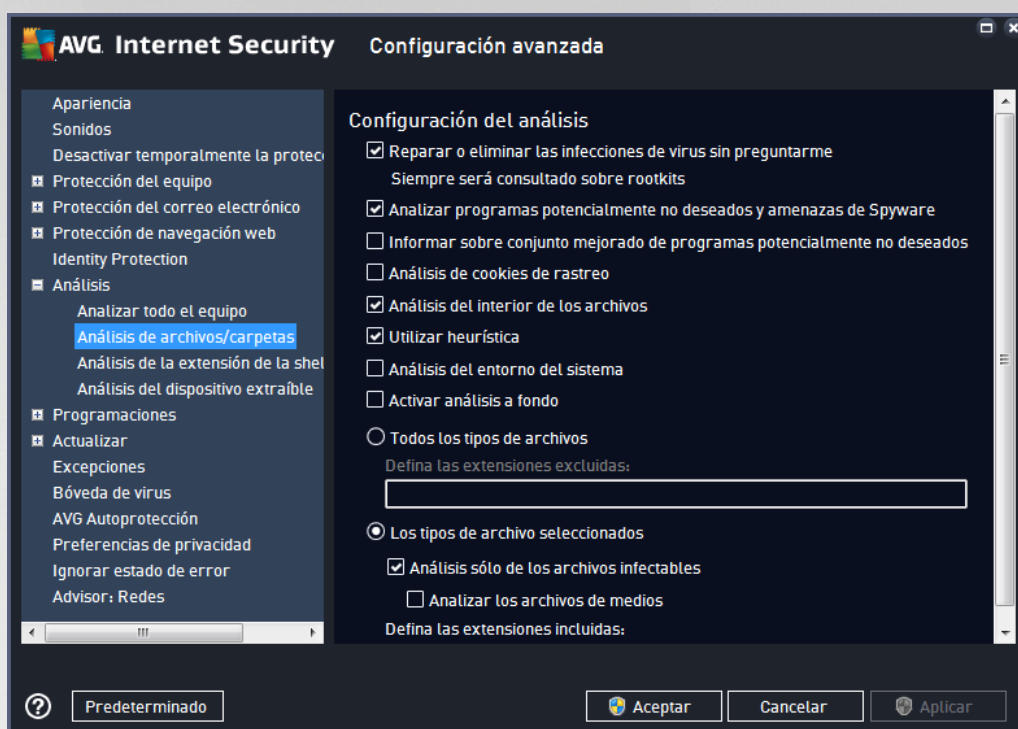 AVG. Internet Security Configuración avanzada
Apariencia
Sonidos
Desactivar temporalmente la protec
Protección del equipo
Protección del correo electrónico
Protección de navegación web
Identity Protection
Análisis
Analizar todo el equipo
Análisis de archivos/carpetas
Análisis de la extensión de la shel
Análisis del dispositivo extraíble
Programaciones
Actualizar
Excepciones
Bóveda de virus
AVG Autoprotección
Preferencias de privacidad
Ignorar estado de error
Advisor: Redes
Configuración del análisis
Reparar o eliminar las infecciones de virus sin preguntarme
Siempre será consultado sobre rootkits
Analizar programas potencialmente no deseados y amenazas de Spyware
Informar sobre conjunto mejorado de programas potencialmente no deseados
Análisis de cookies de rastreo
Análisis del interior de los archivos
Utilizar heurística
Análisis del entorno del sistema
Activar análisis a fondo
Todos los tipos de archivos
Defina las extensiones excluidas:
Los tipos de archivo seleccionados
Análisis sólo de los archivos infectables
Analizar los archivos de medios
Defina las extensiones incluidas:
Predeterminado
Aceptar
Cancelar
Aplicar